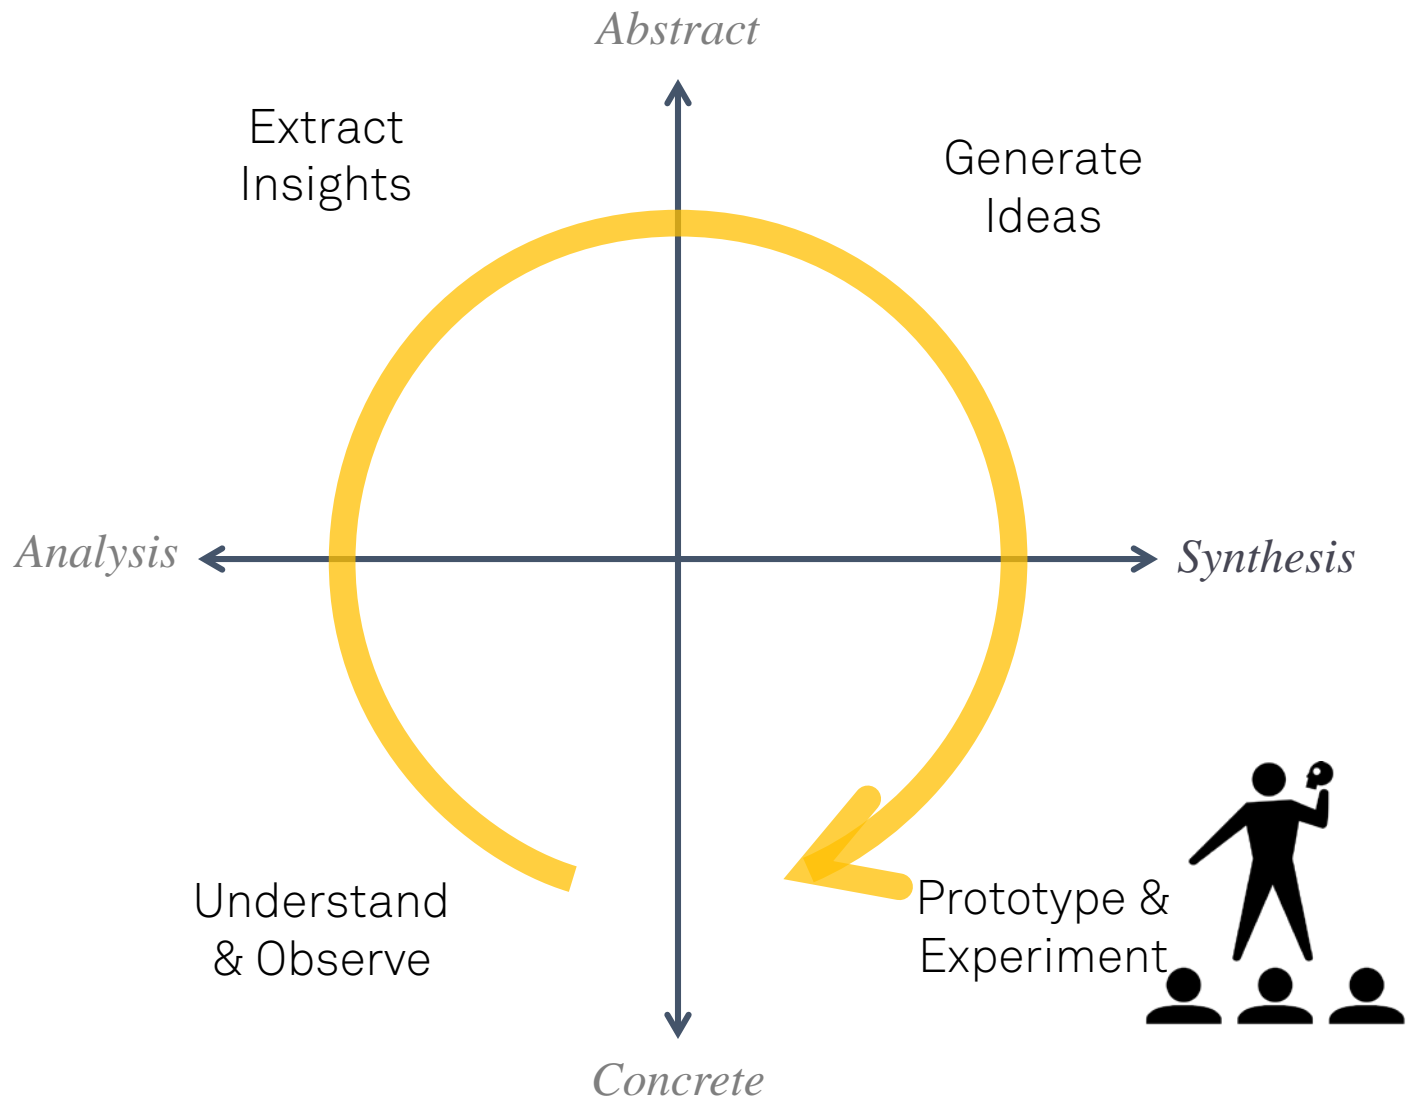 Abstract
Extract
Insights
Generate
Ideas
Analysis
Synthesis
Understand
& Observe
Prototype &
Experiment
Concrete